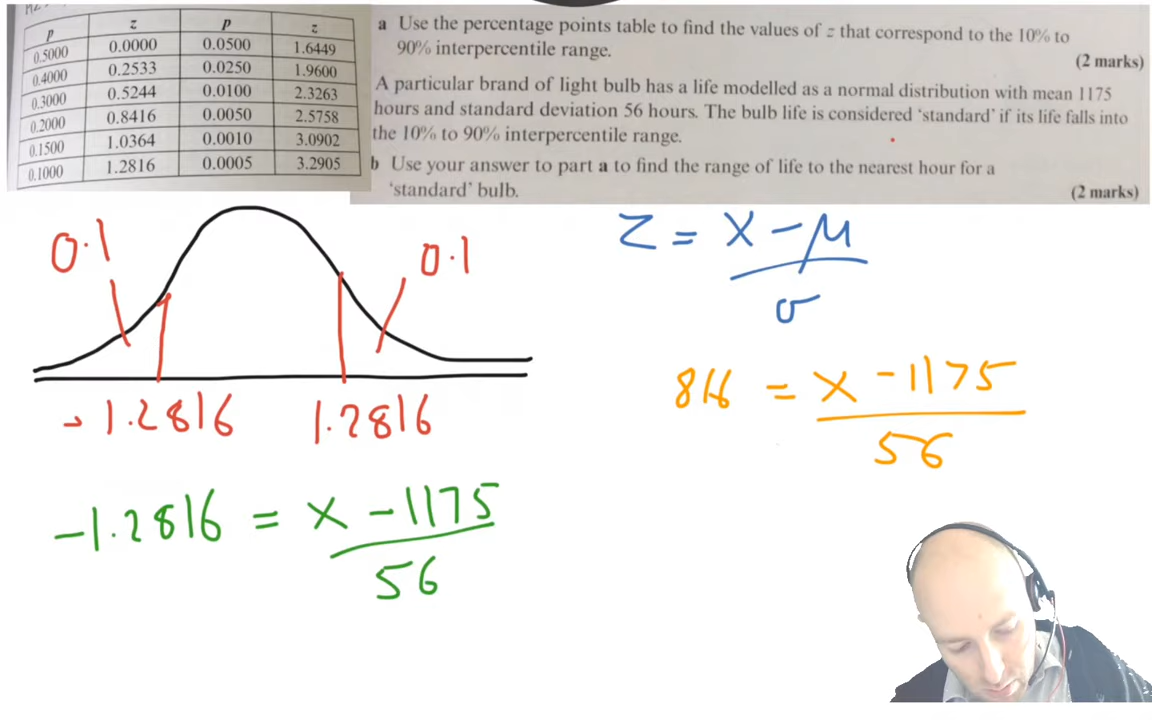 p z p z
0.5000 0.0000 0.0500 1.6449
0.4000 0.2533 0.0250 1.9600
0.3000 0.5244 0.0100 2.3263
0.2000 0.8416 0.0050 2.5758
0.1500 1.0364 0.0010 3.0902
0.1000 1.2816 0.0005 3.2905
a Use the percentage points table to find the values of z that correspond to the 10% to
90% interpercentile range.
(2 marks)
A particular brand of light bulb has a life modelled as a normal distribution with mean 1175
hours and standard deviation 56 hours. The bulb life is considered ‘standard’ if its life falls into
the 10% to 90% interpercentile range.
b Use your answer to part a to find the range of life to the nearest hour for a
‘standard’ bulb.
(2 marks)
0.1
0.1
-1.2816
1.2816
z = x - μ
σ
816 = x - 1175
56
-1.2816 = x - 1175
56